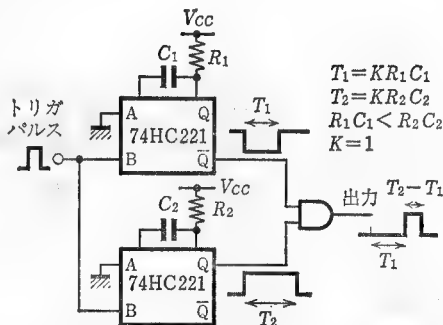 Vcc
C₁
R₁
トリガ
パルス
A
Q
74HC221
B
Q̅
T₁
T₁=KR₁C₁
T₂=KR₂C₂
R₁C₁<R₂C₂
K=1
Vcc
C₂
R₂
A
Q
74HC221
B
Q̅
T₂
出力
T₂−T₁
T₁